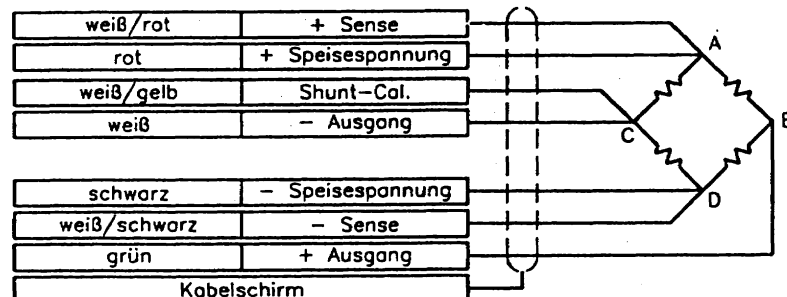 weiß/rot + Sense
rot + Speisespannung
weiß/gelb Shunt-Cal.
weiß - Ausgang
schwarz - Speisespannung
weiß/schwarz - Sense
grün + Ausgang
Kabelschirm
A
B
C
D